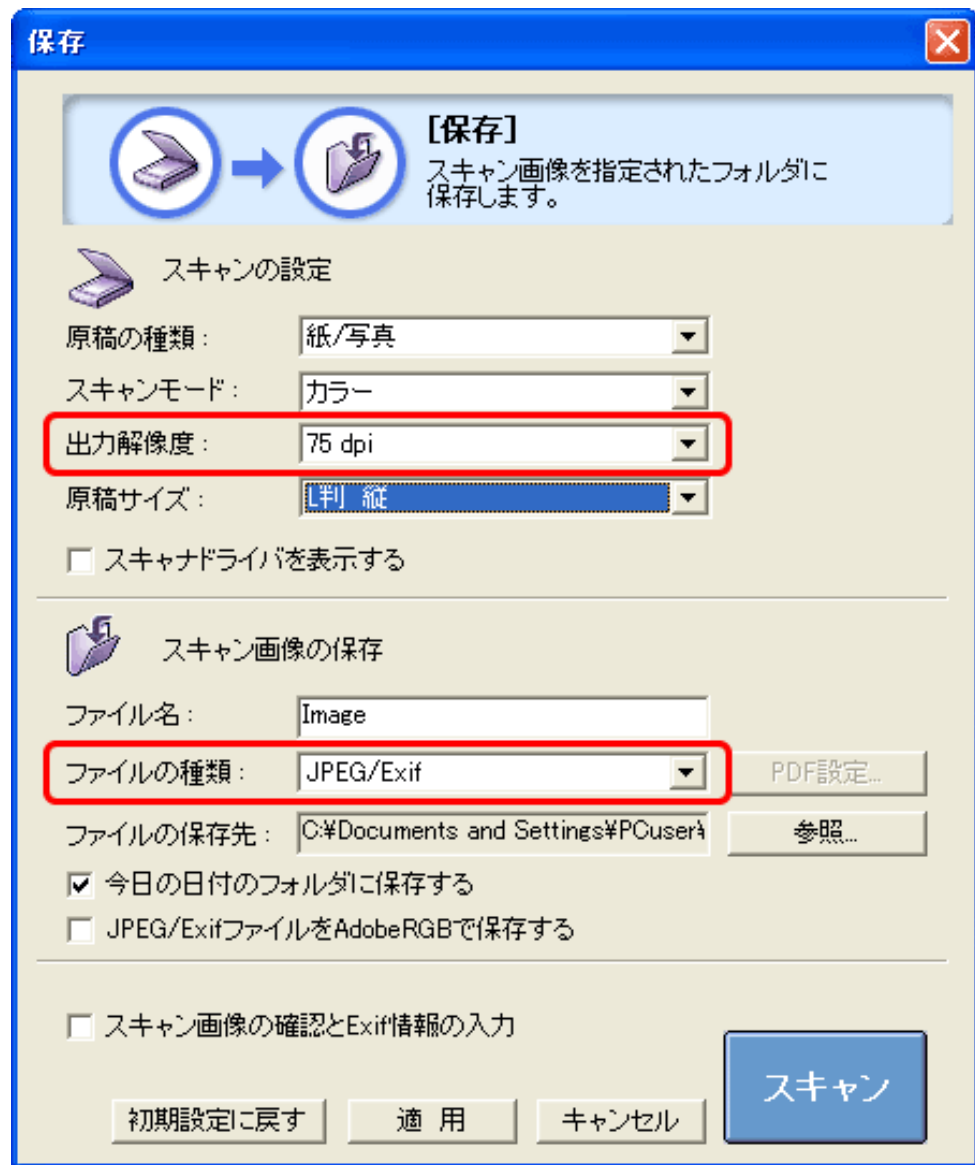 保存
[保存]
スキャン画像を指定されたフォルダに
保存します。
スキャンの設定
原稿の種類： 紙/写真
スキャンモード： カラー
出力解像度： 75 dpi
原稿サイズ： L判 縦
スキャナドライバを表示する
スキャン画像の保存
ファイル名： Image
ファイルの種類： JPEG/Exif PDF設定...
ファイルの保存先： C:¥Documents and Settings¥PCuser¥ 参照...
今日の日付のフォルダに保存する
JPEG/ExifファイルをAdobeRGBで保存する
スキャン画像の確認とExif情報の入力
スキャン
初期設定に戻す 適 用 キャンセル